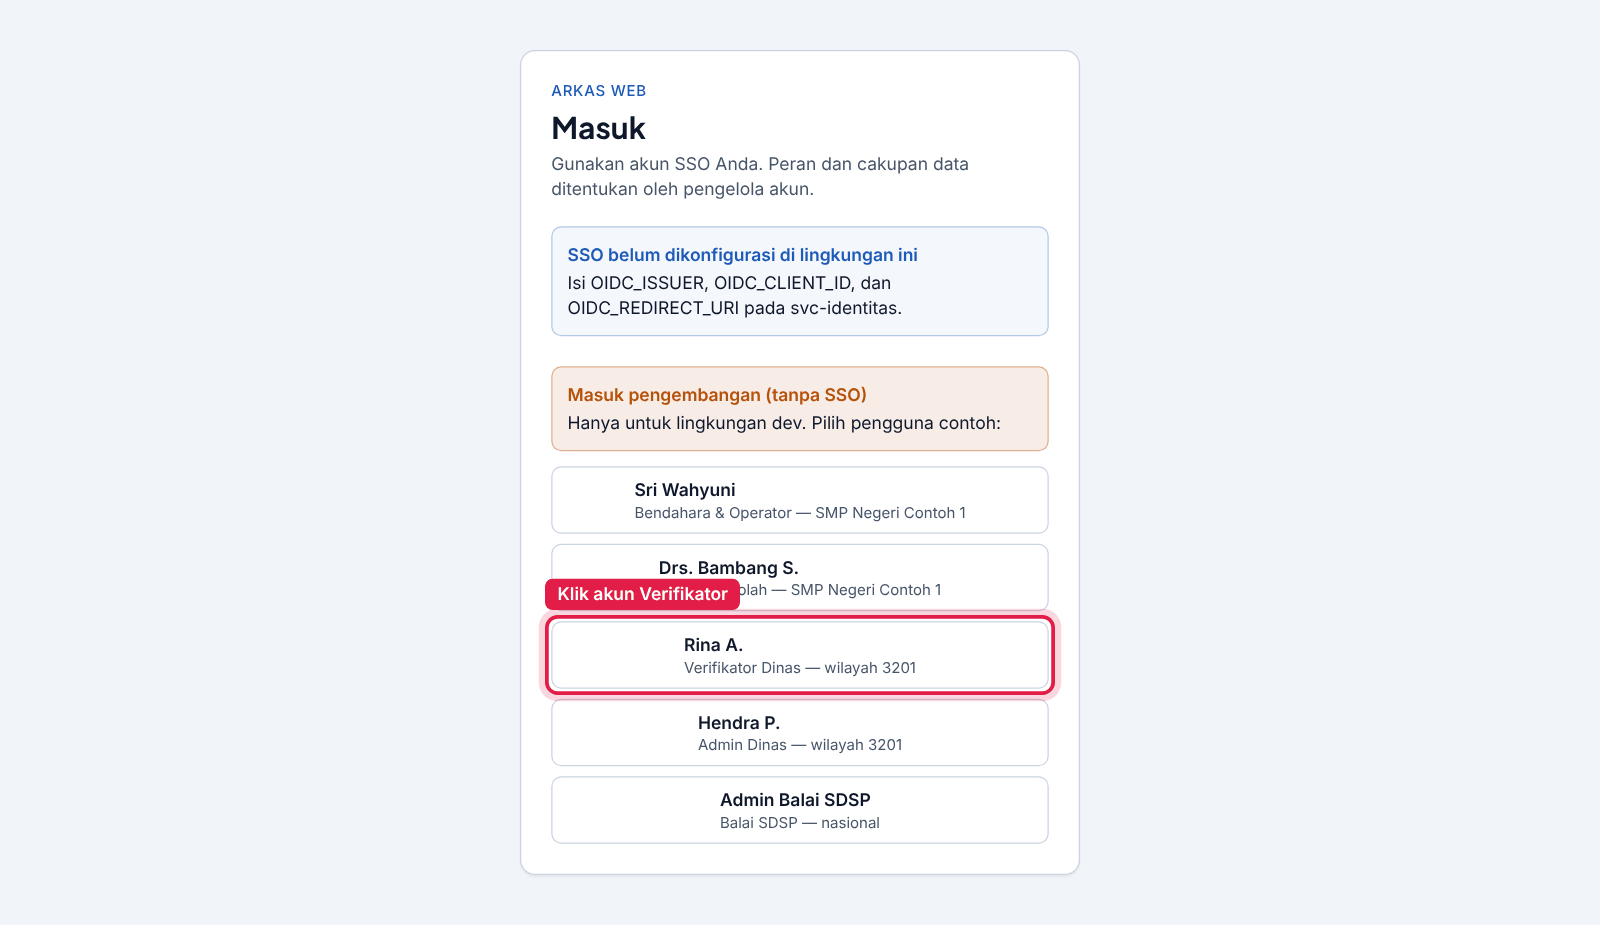 ARKAS WEB
Masuk
Gunakan akun SSO Anda. Peran dan cakupan data
ditentukan oleh pengelola akun.
SSO belum dikonfigurasi di lingkungan ini
Isi OIDC_ISSUER, OIDC_CLIENT_ID, dan
OIDC_REDIRECT_URI pada svc-identitas.
Masuk pengembangan (tanpa SSO)
Hanya untuk lingkungan dev. Pilih pengguna contoh:
Sri Wahyuni
Bendahara & Operator — SMP Negeri Contoh 1
Drs. Bambang S.
— SMP Negeri Contoh 1
Klik akun Verifikator
Rina A.
Verifikator Dinas — wilayah 3201
Hendra P.
Admin Dinas — wilayah 3201
Admin Balai SDSP
Balai SDSP — nasional